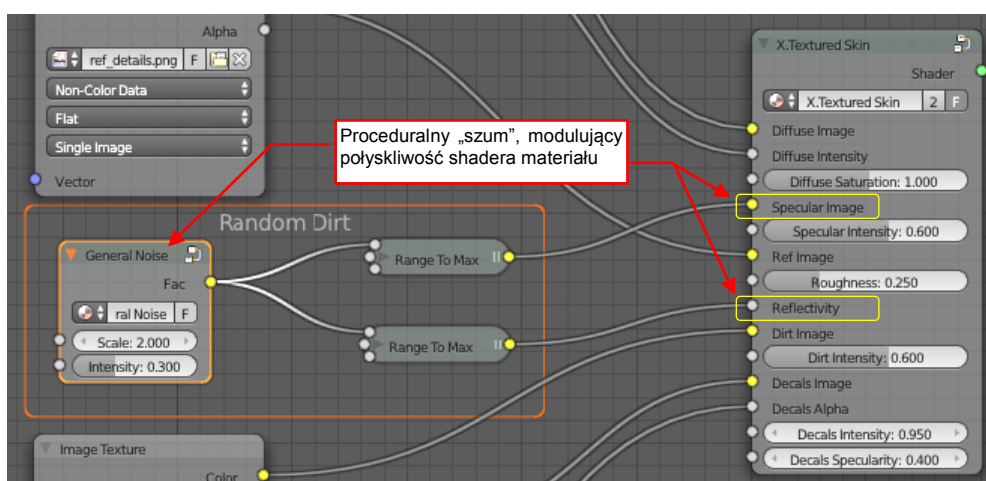 Alpha
ref_details.png F
Non-Color Data
Flat
Single Image
Vector
Proceduralny „szum”, modulujący
połyskliwość shadera materiału
Random Dirt
General Noise
Fac
ral Noise F
Scale: 2.000
Intensity: 0.300
Range To Max
Range To Max
Image Texture
Color
X.Textured Skin
Shader
X.Textured Skin 2 F
Diffuse Image
Diffuse Intensity
Diffuse Saturation: 1.000
Specular Image
Specular Intensity: 0.600
Ref Image
Roughness: 0.250
Reflectivity
Dirt Image
Dirt Intensity: 0.600
Decals Image
Decals Alpha
Decals Intensity: 0.950
Decals Specularity: 0.400